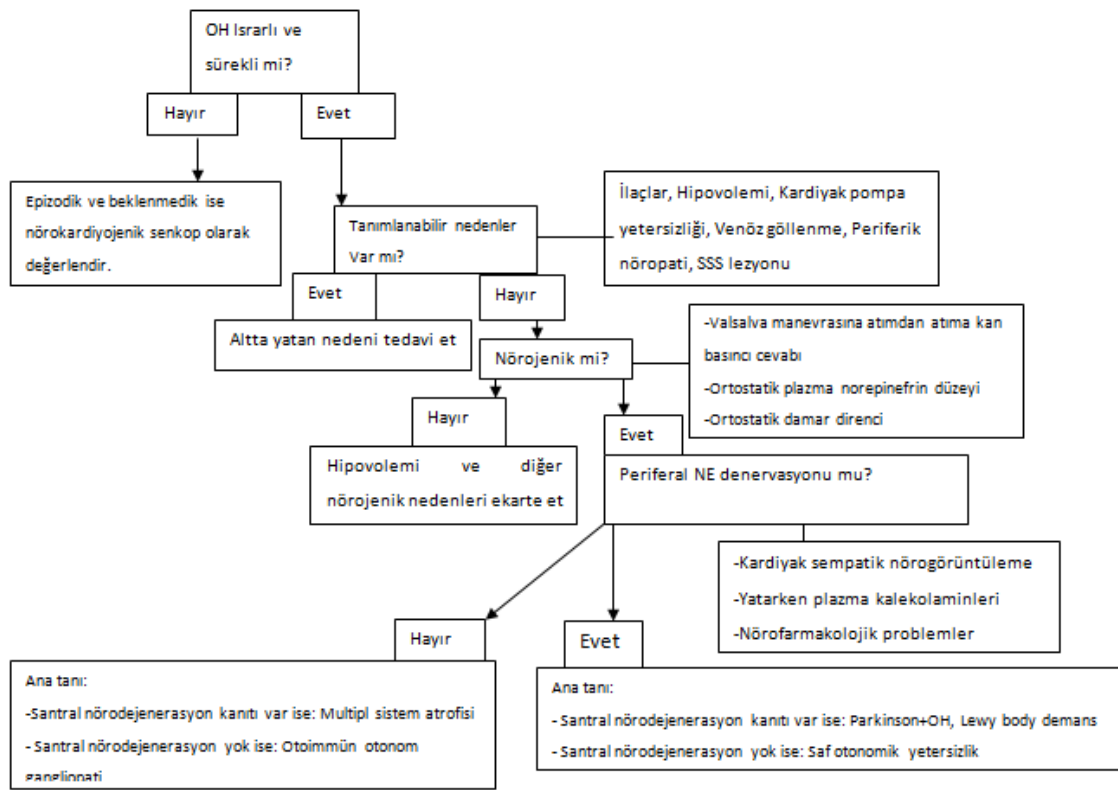 OH Israrlı ve
sürekli mi?
Hayır
Evet
Epizodik ve beklenmedik ise
nörokardiyojenik senkop olarak
değerlendir.
Tanımlanabilir nedenler
Var mı?
İlaçlar, Hipovolemi, Kardiyak pompa
yetersizliği, Venöz göllenme, Periferik
nöropati, SSS lezyonu
Evet
Hayır
Altta yatan nedeni tedavi et
Nörojenik mi?
-Valsalva manevrasına atımdan atıma kan
basıncı cevabı
-Ortostatik plazma norepinefrin düzeyi
-Ortostatik damar direnci
Hayır
Evet
Hipovolemi ve diğer
nörojenik nedenleri ekarte et
Periferal NE denervasyonu mu?
-Kardiyak sempatik nörogörüntüleme
-Yatarken plazma kalekolaminleri
-Nörofarmakolojik problemler
Hayır
Evet
Ana tanı:
-Santral nörodejenerasyon kanıtı var ise: Multipl sistem atrofisi
- Santral nörodejenerasyon yok ise: Otoimmün otonom
ganglionati
Ana tanı:
- Santral nörodejenerasyon kanıtı var ise: Parkinson+OH, Lewy body demans
- Santral nörodejenerasyon yok ise: Saf otonomik yetersizlik